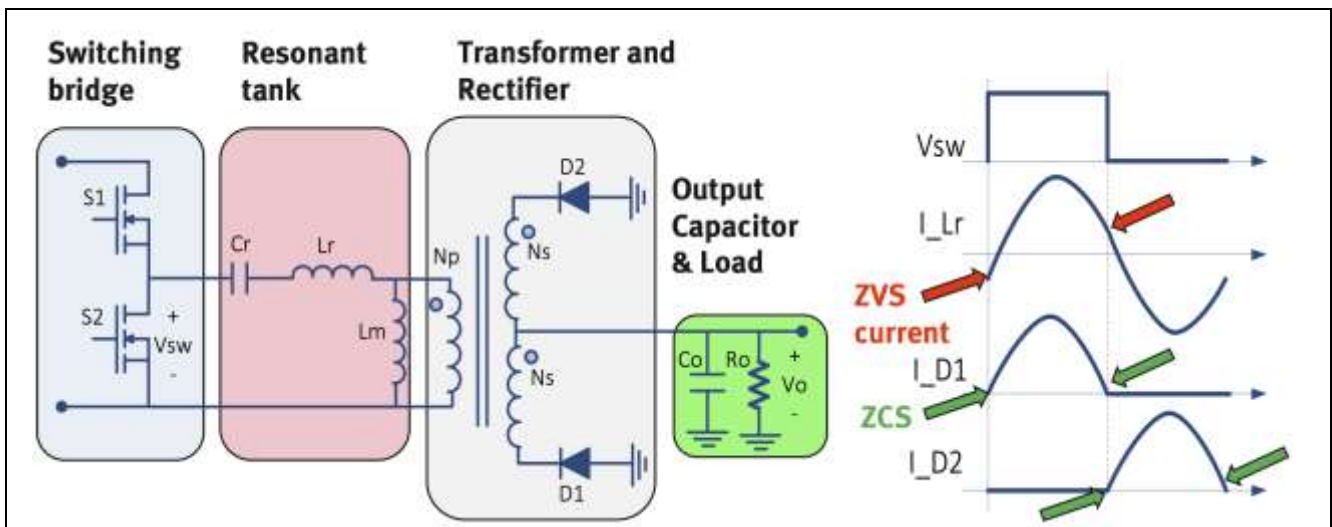 Switching
bridge
Resonant
tank
Transformer and
Rectifier
Output
Capacitor
& Load
S1
S2
+
Vsw
-
Cr
Lr
Lm
Np
D2
Ns
Ns
D1
Co
Ro
+
Vo
-
Vsw
I_Lr
ZVS
current
I_D1
ZCS
I_D2